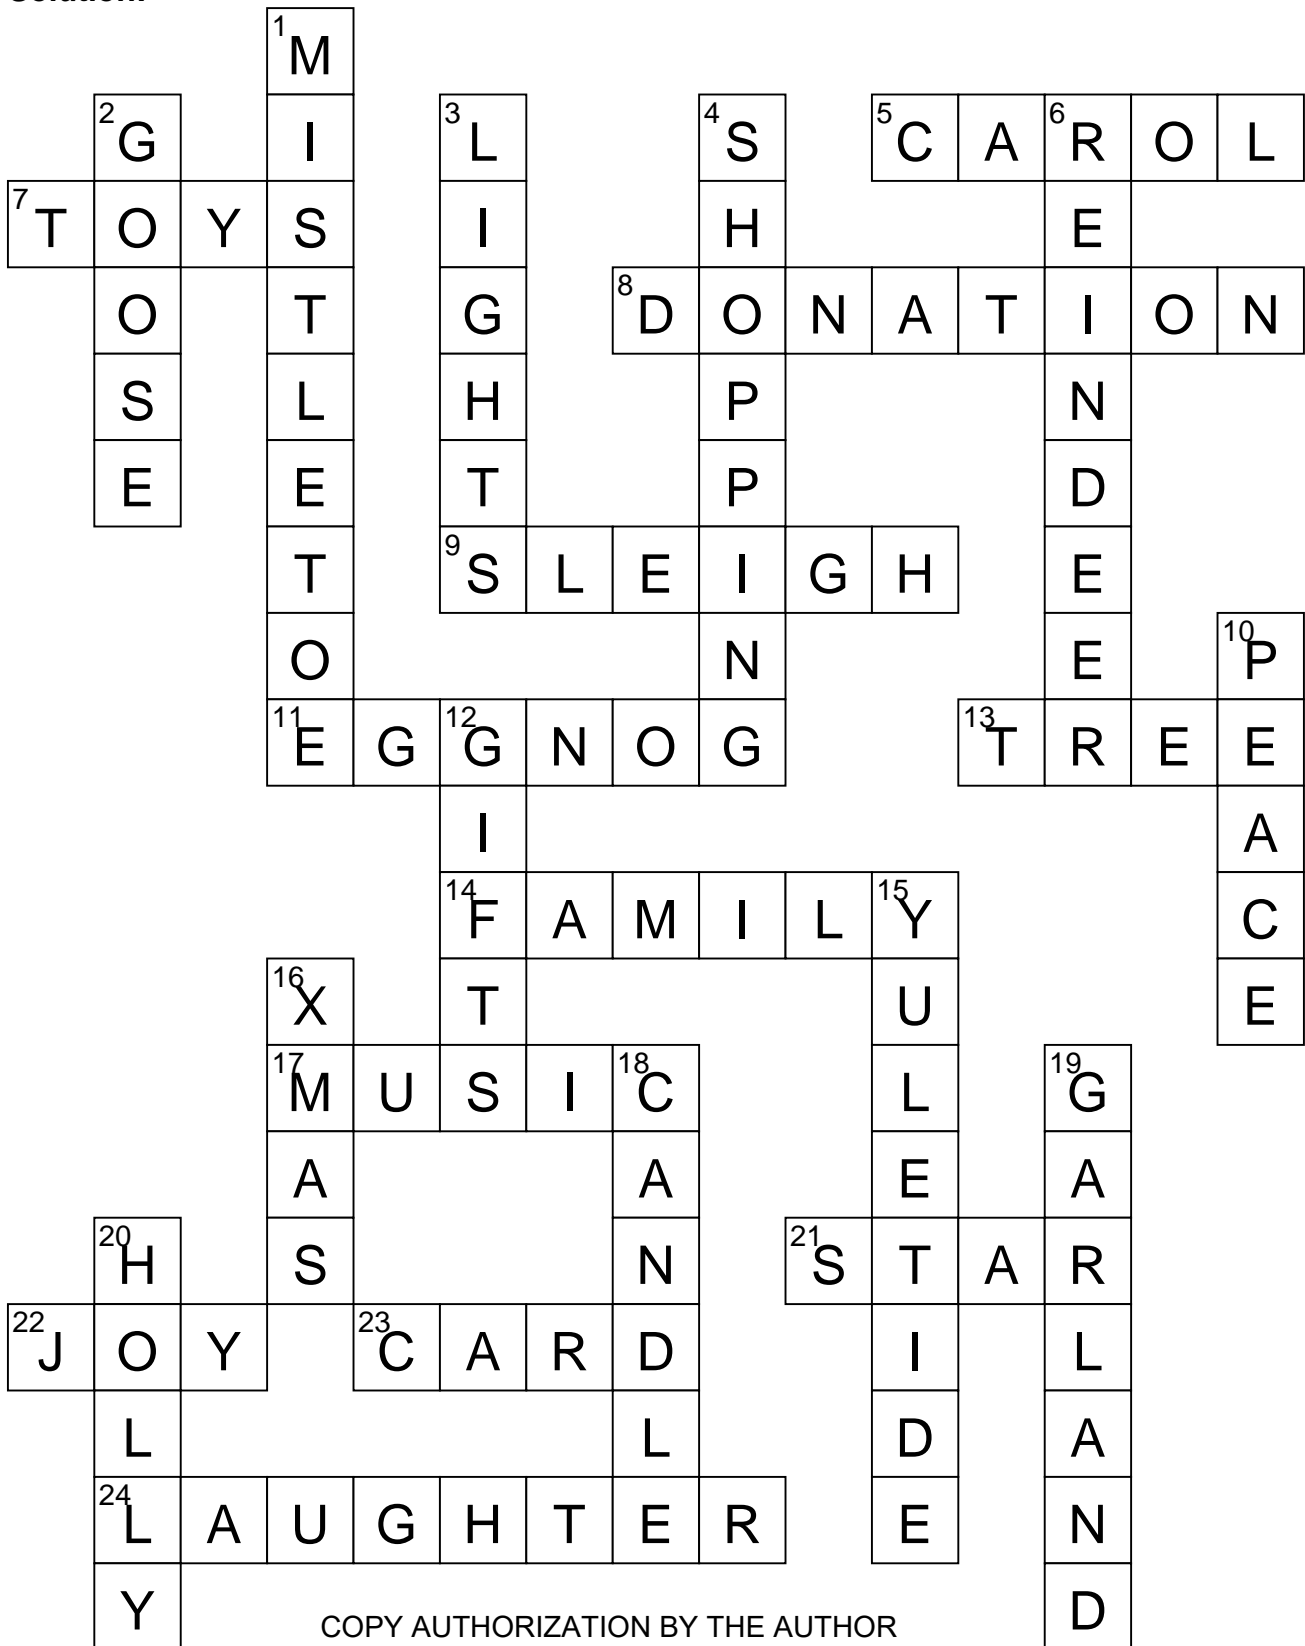 1 M
2 G I 3 L 4 S 5 C A 6 R O L
7 T O Y S I H E
O T G 8 D O N A T I O N
S L H P N
E E T P D
T 9 S L E I G H E
O N E 10 P
11 E G 12 G N O G 13 T R E E
I A
14 F A M I L 15 Y C
16 X T U E
17 M U S I 18 C L 19 G
A A E A
20 H S N 21 S T A R
22 J O Y 23 C A R D I L
L L D A
24 L A U G H T E R E N
Y D
COPY AUTHORIZATION BY THE AUTHOR